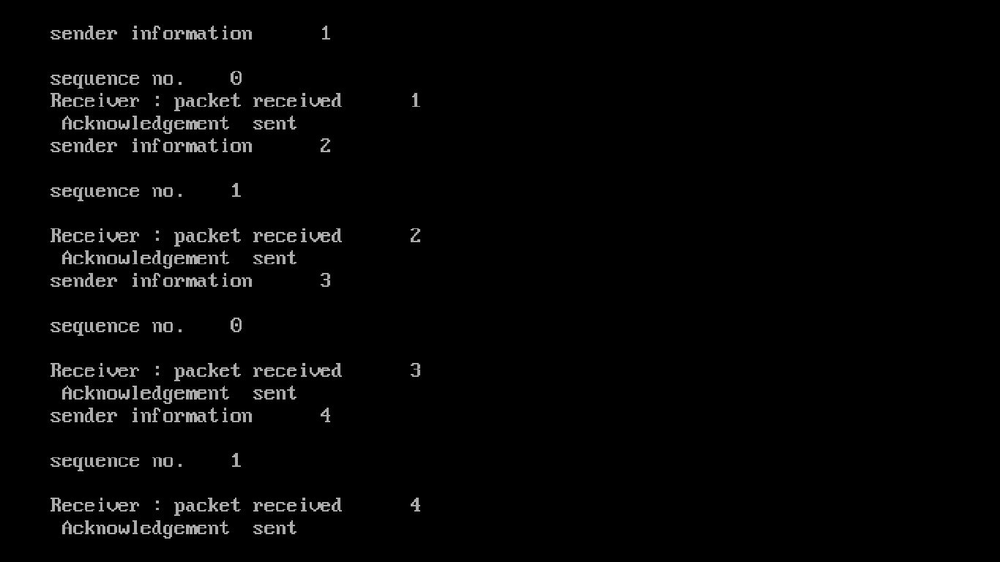 sender information      1
sequence no.    0
Receiver : packet received      1
 Acknowledgement  sent
sender information      2
sequence no.    1
Receiver : packet received      2
 Acknowledgement  sent
sender information      3
sequence no.    0
Receiver : packet received      3
 Acknowledgement  sent
sender information      4
sequence no.    1
Receiver : packet received      4
 Acknowledgement  sent